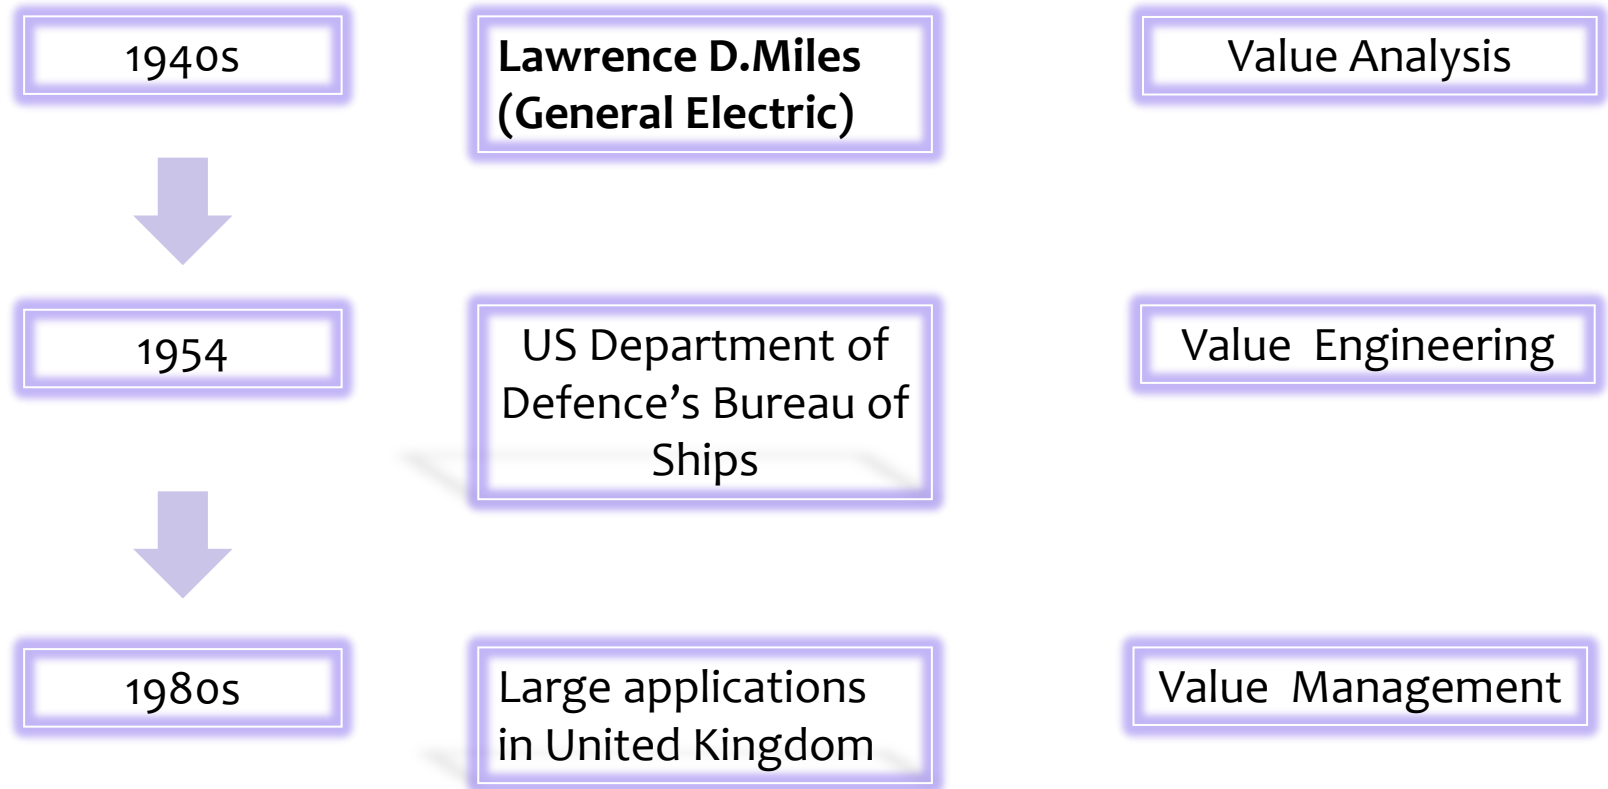 1940s
Lawrence D.Miles
(General Electric)
Value Analysis
1954
US Department of
Defence’s Bureau of
Ships
Value  Engineering
1980s
Large applications
in United Kingdom
Value  Management